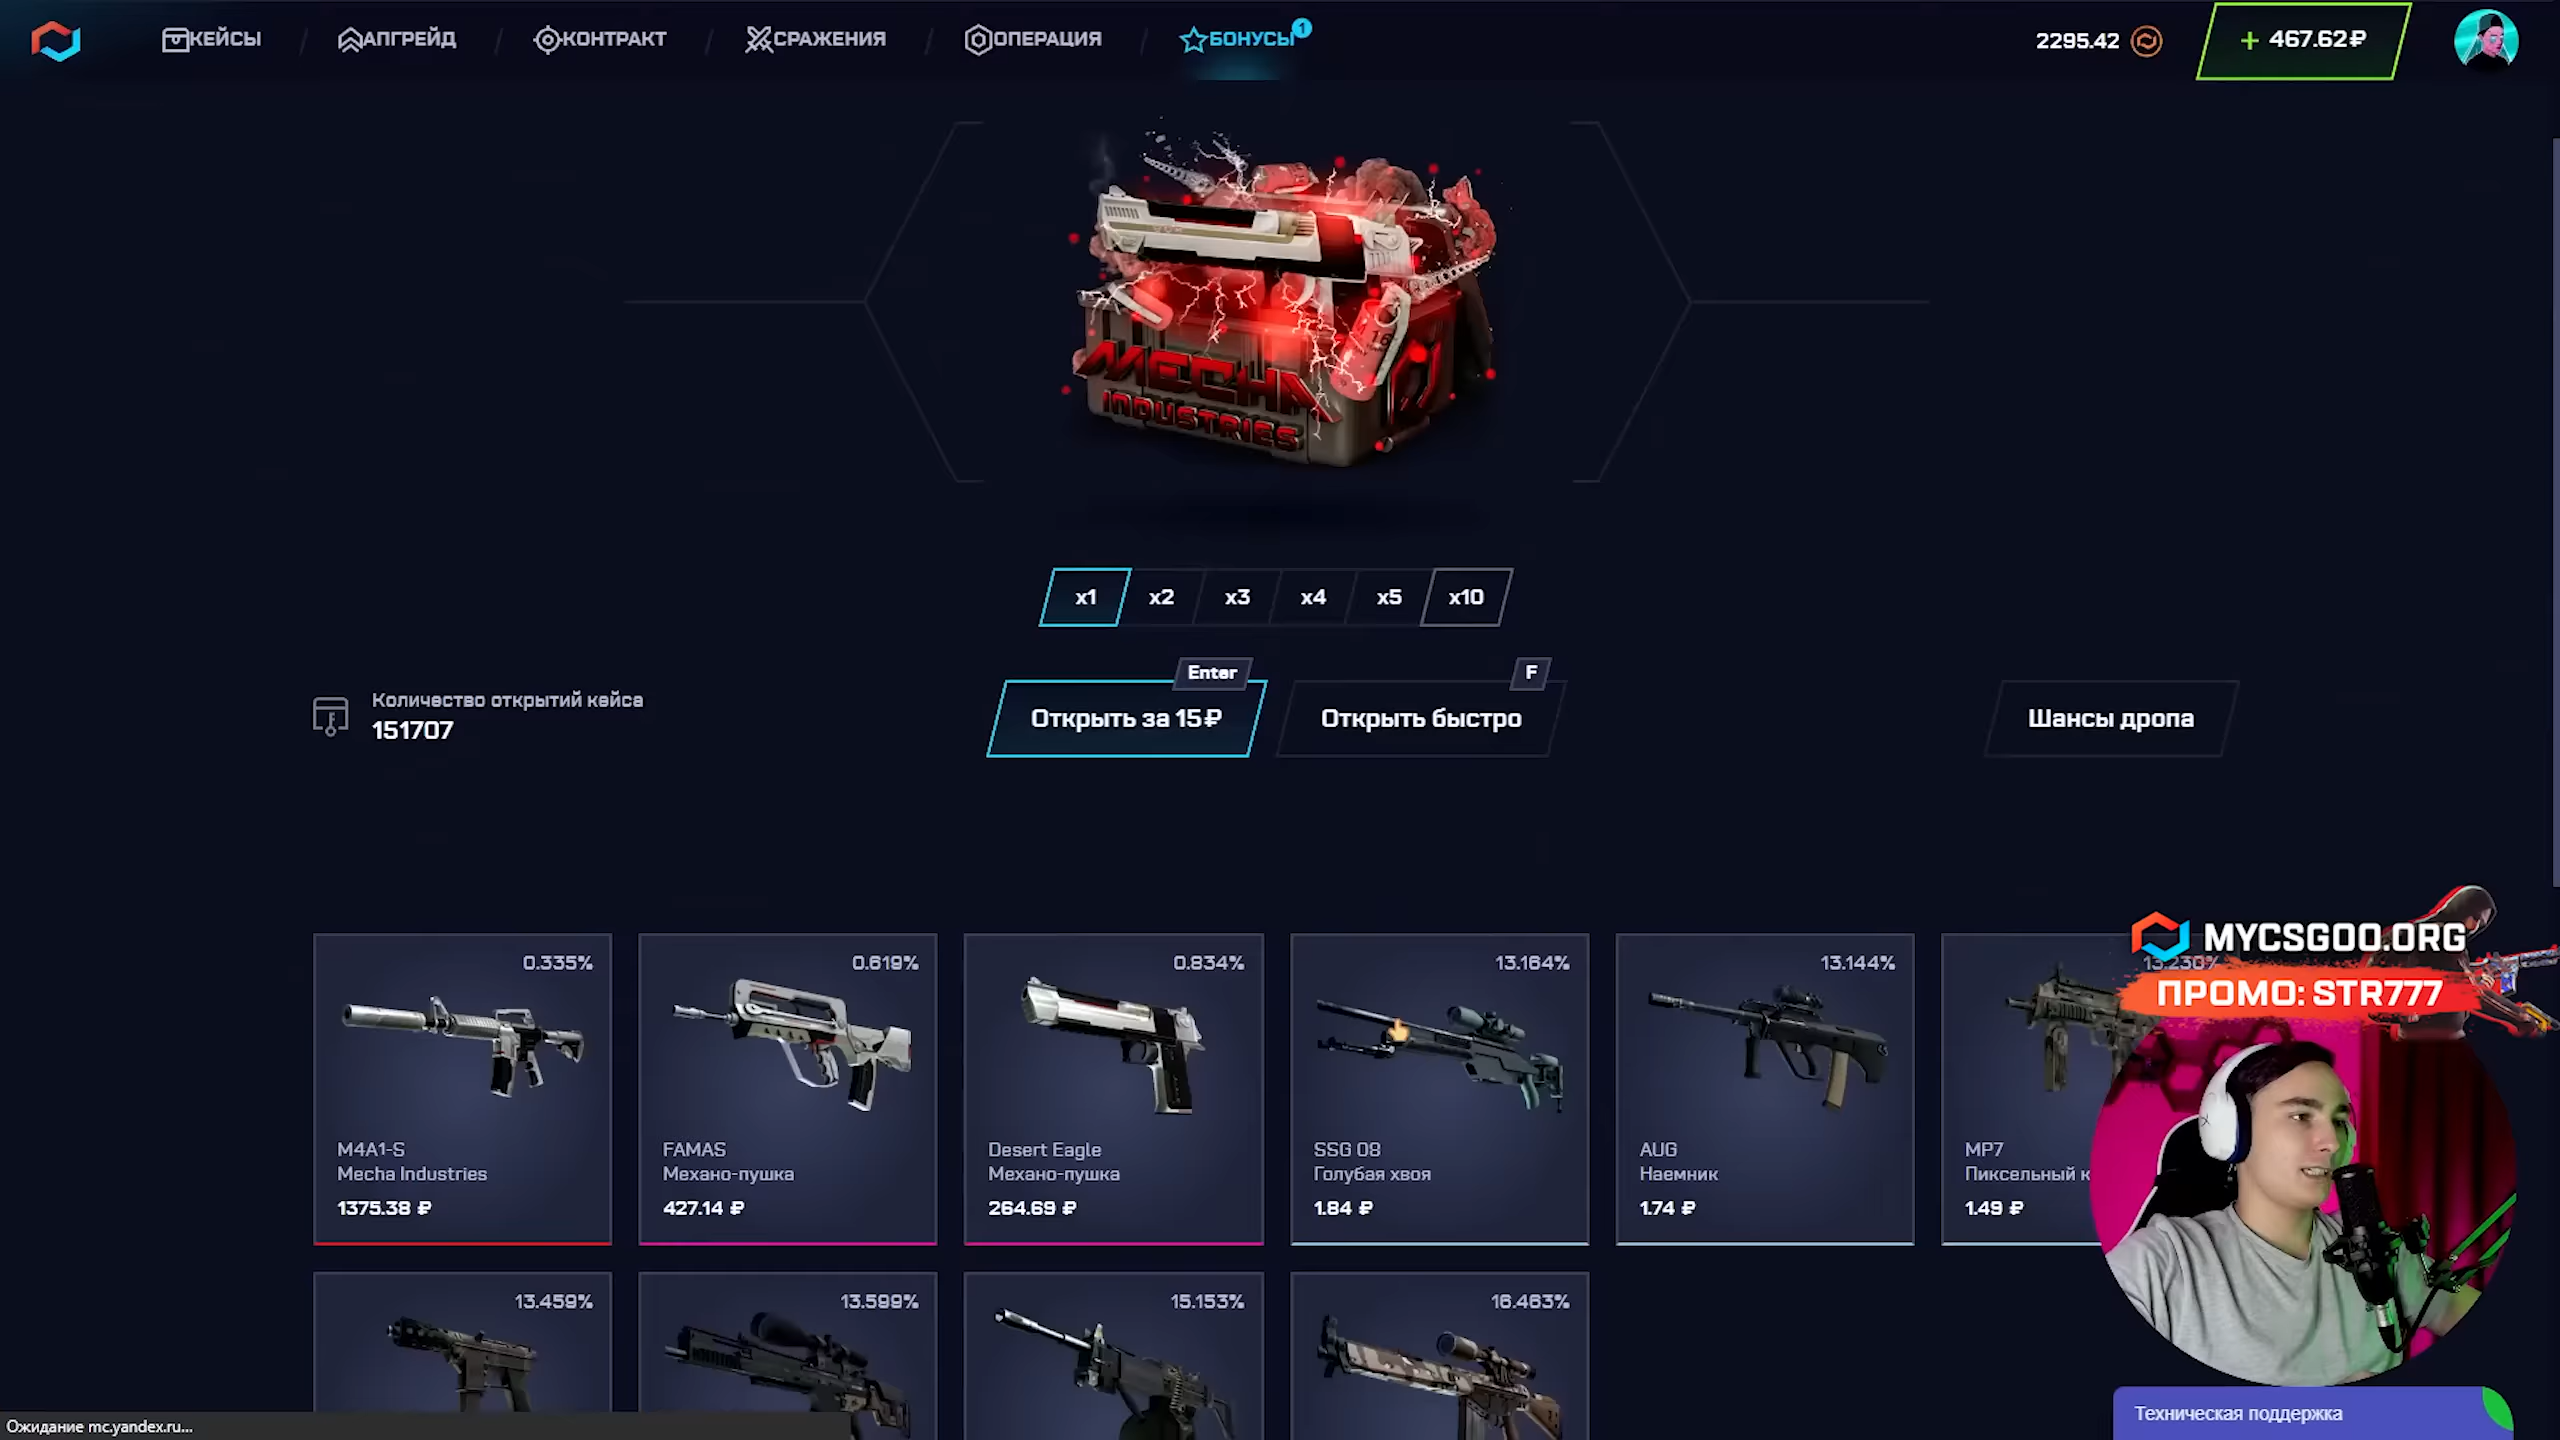 КЕЙСЫ
АПГРЕЙД
КОНТРАКТ
СРАЖЕНИЯ
ОПЕРАЦИЯ
БОНУСЫ
1
2295.42
+ 467.62₽
MECHA
INDUSTRIES
x1
x2
x3
x4
x5
x10
Enter
F
Количество открытий кейса
151707
Открыть за 15₽
Открыть быстро
Шансы дропа
0.335%
M4A1-S
Mecha Industries
1375.38 ₽
0.619%
FAMAS
Механо-пушка
427.14 ₽
0.834%
Desert Eagle
Механо-пушка
264.69 ₽
13.164%
SSG 08
Голубая хвоя
1.84 ₽
13.144%
AUG
Наемник
1.74 ₽
13.230%
MP7
Пиксельный к
1.49 ₽
MYCSGOO.ORG
ПРОМО: STR777
13.459%
13.599%
15.153%
16.463%
Техническая поддержка
Ожидание mc.yandex.ru...